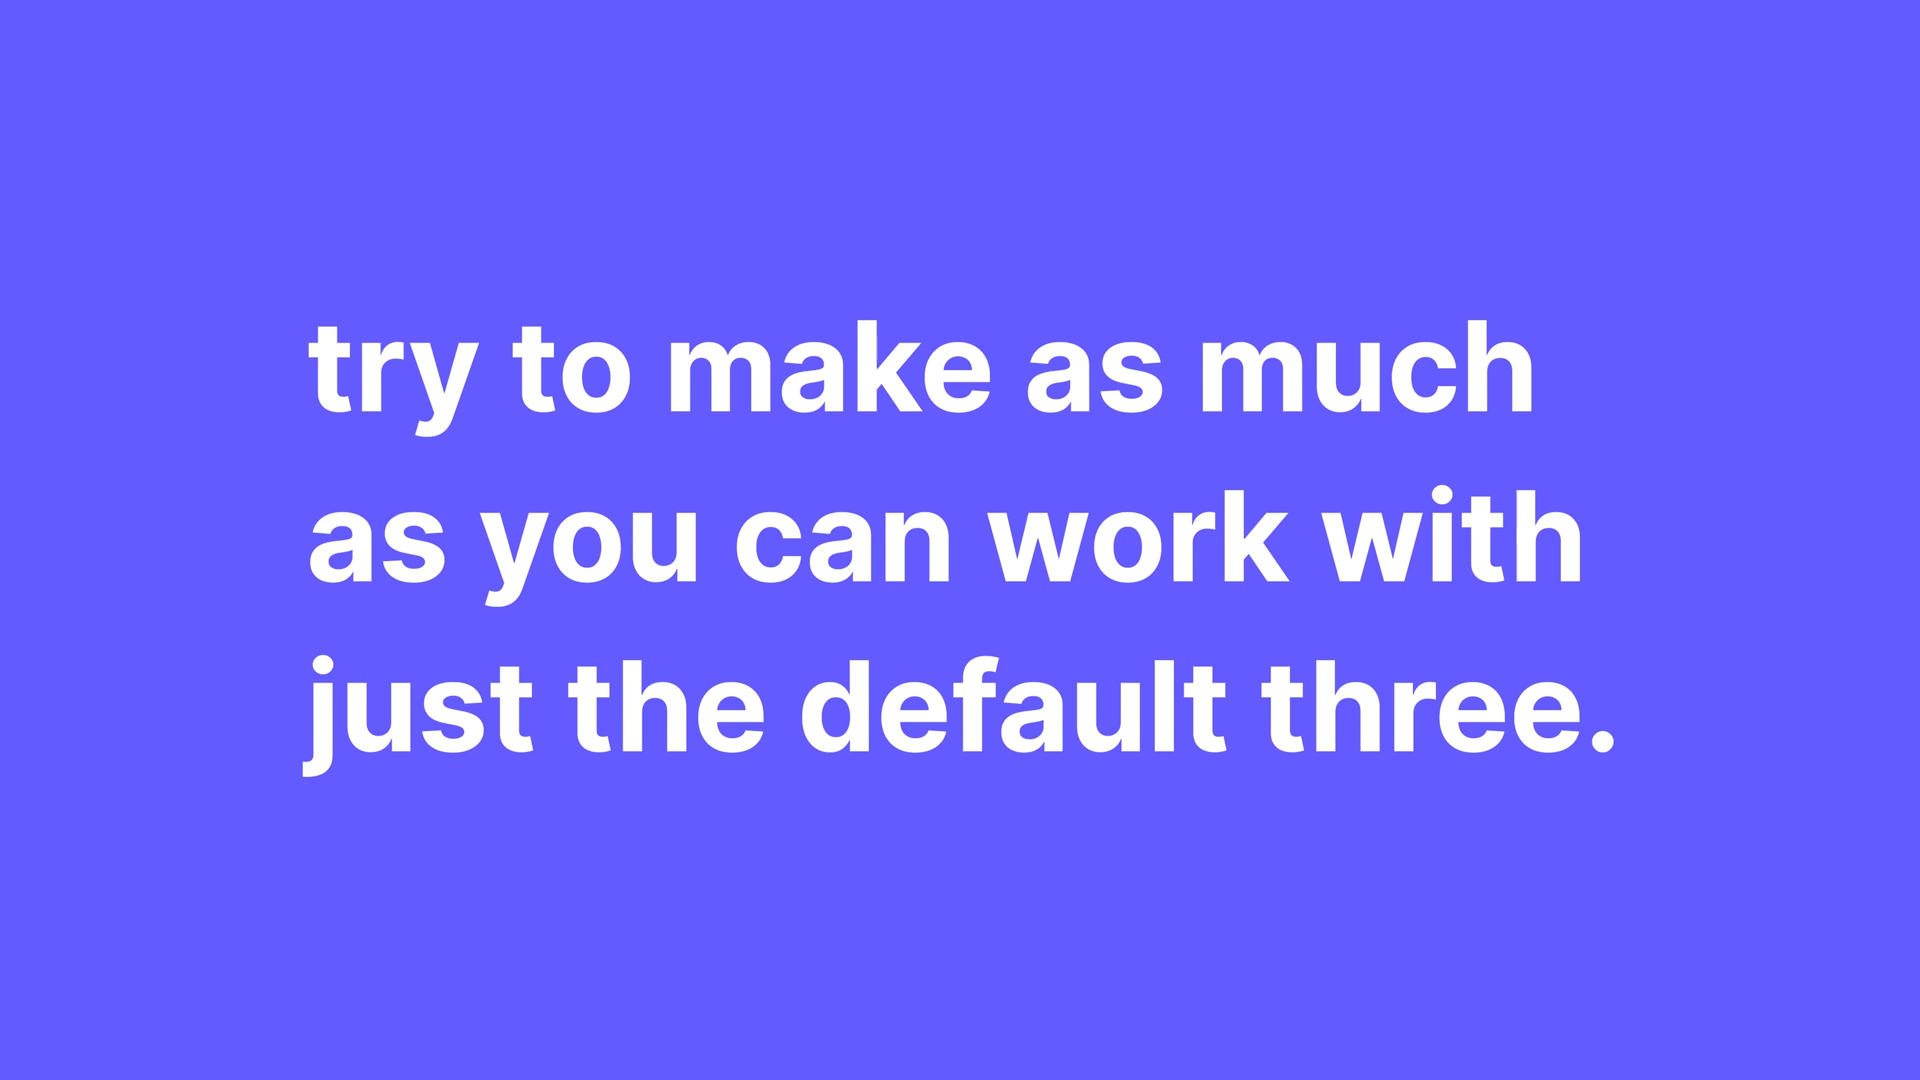 try to make as much
as you can work with
just the default three.